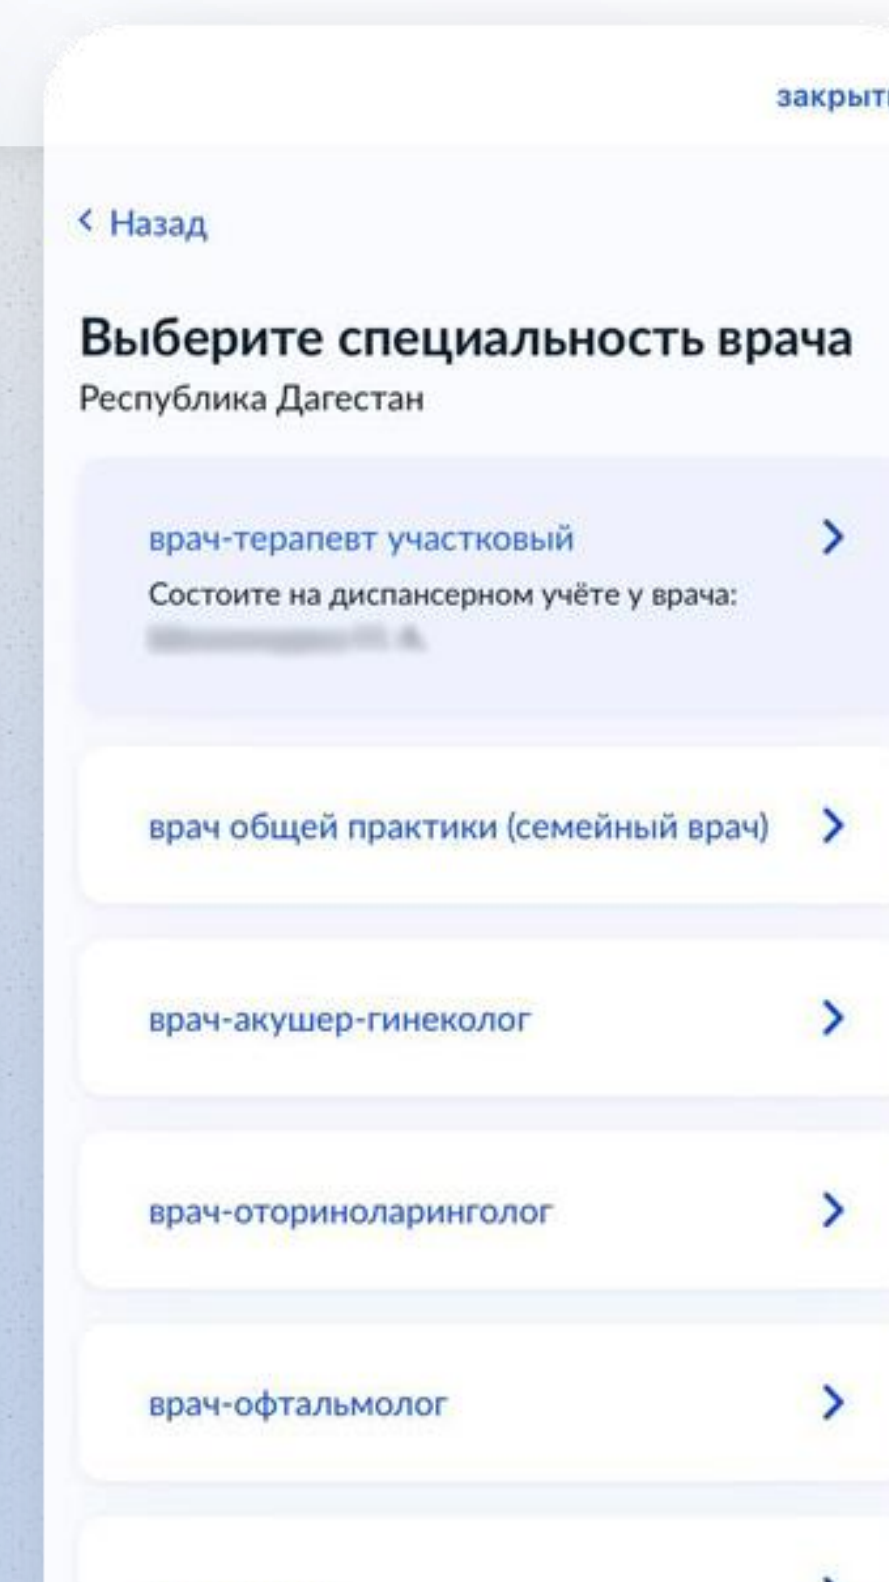 закрыт
Назад
Выберите специальность врача
Республика Дагестан
врач-терапевт участковый
Состоите на диспансерном учёте у врача:
врач общей практики (семейный врач)
врач-акушер-гинеколог
врач-оториноларинголог
врач-офтальмолог